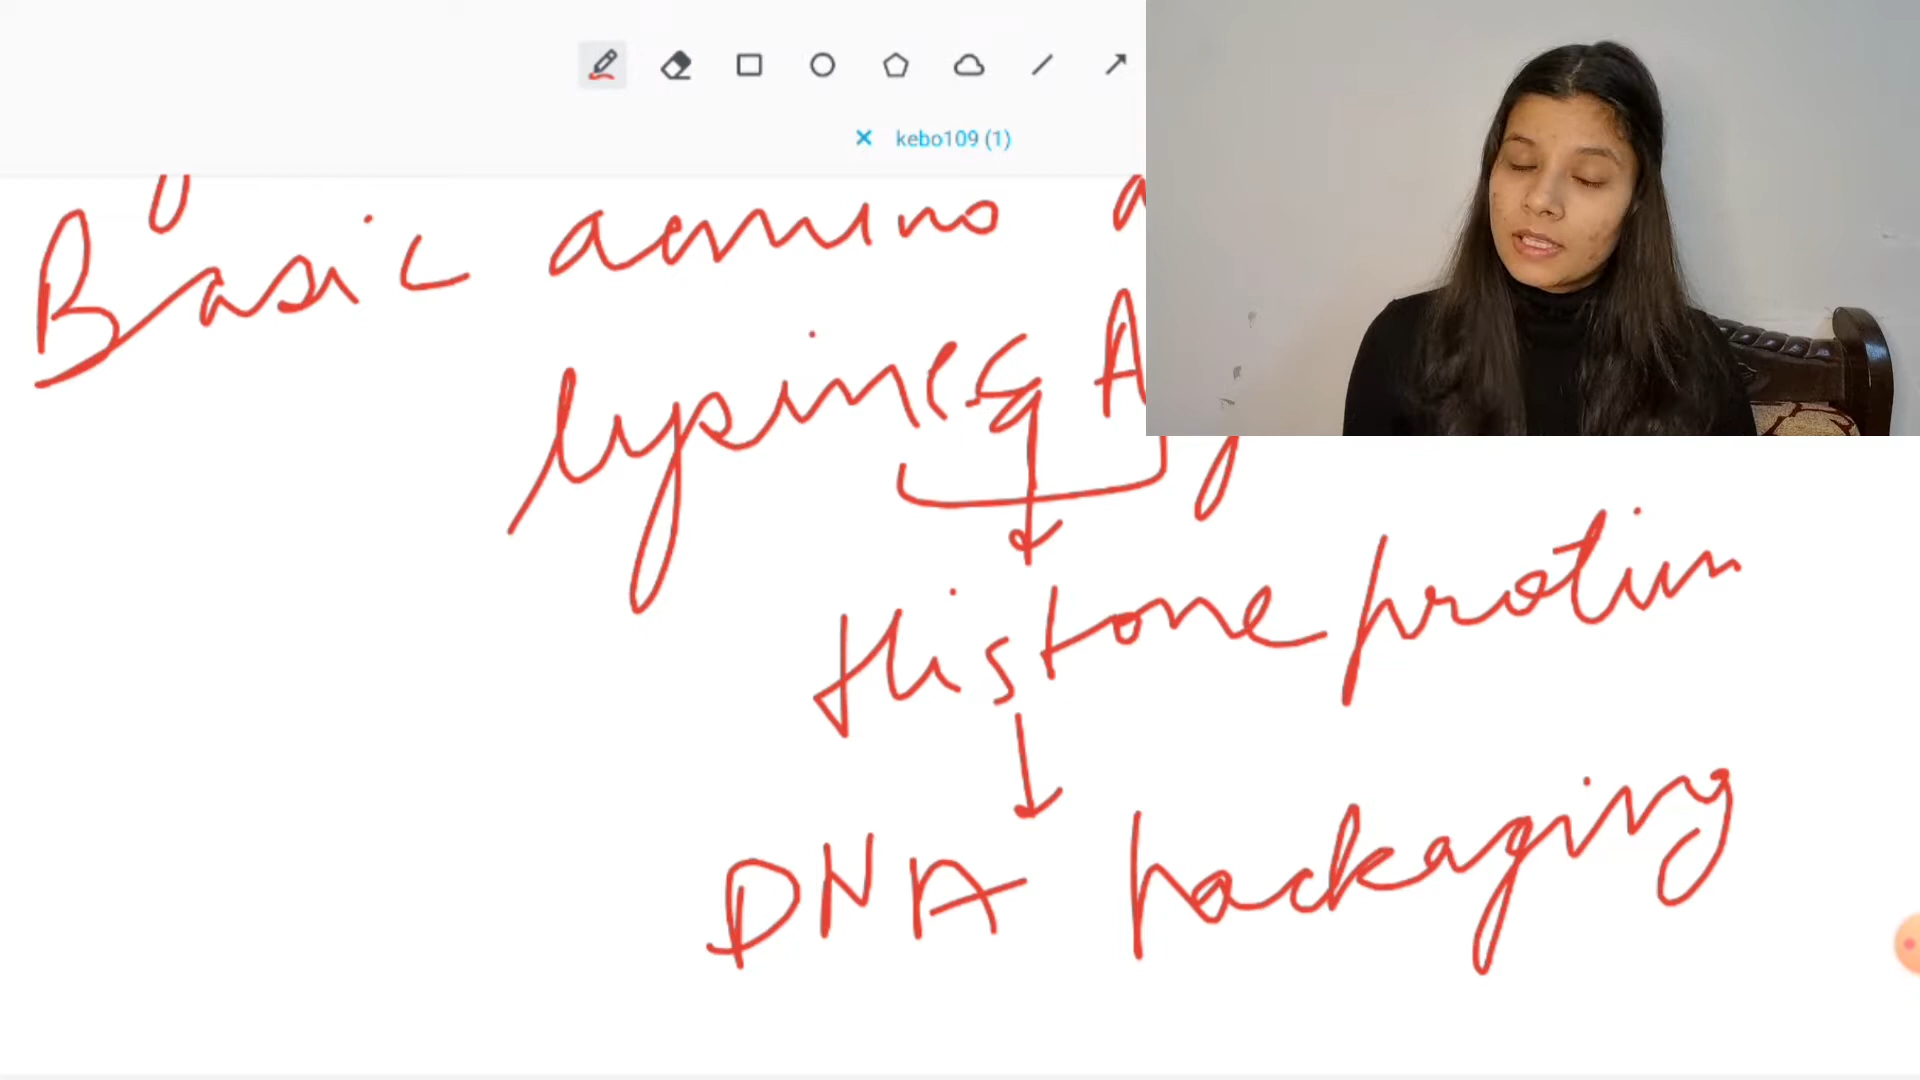 kebo109 (1)
Basic amino a
lysine & A
Histone protein
DNA packaging